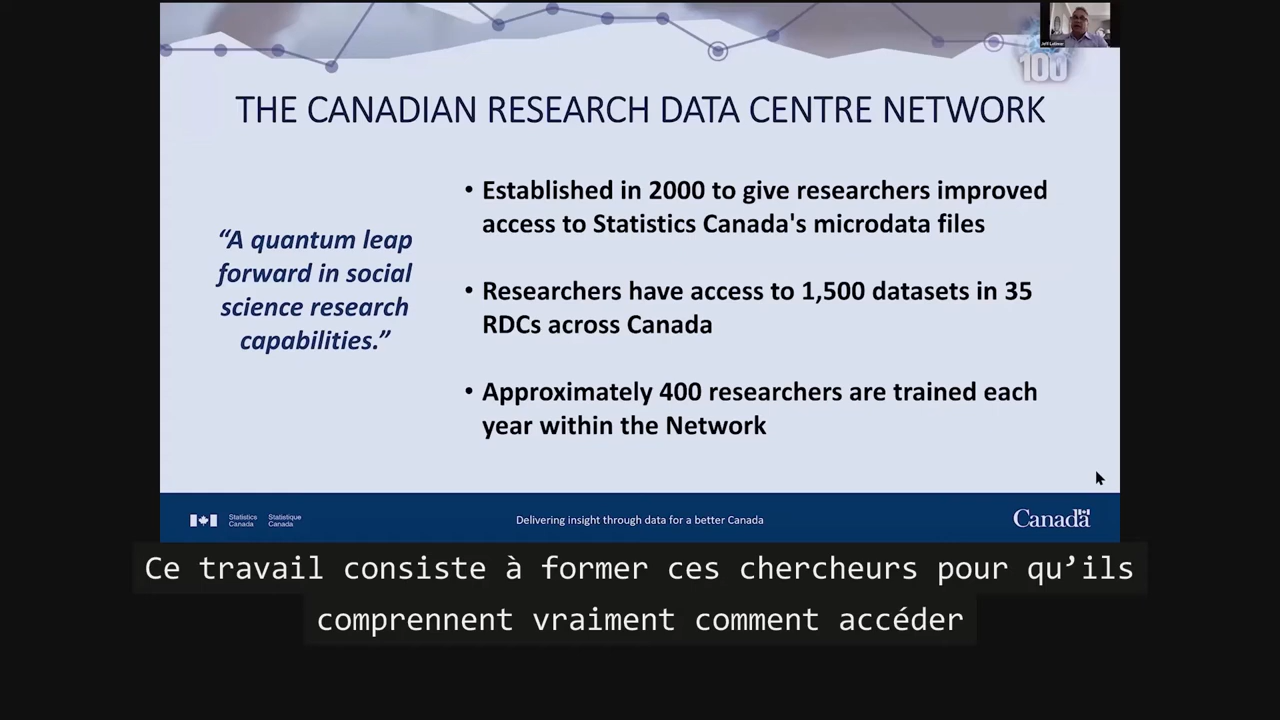 100
THE CANADIAN RESEARCH DATA CENTRE NETWORK
“A quantum leap
forward in social
science research
capabilities.”
• Established in 2000 to give researchers improved
access to Statistics Canada's microdata files
• Researchers have access to 1,500 datasets in 35
RDCs across Canada
• Approximately 400 researchers are trained each
year within the Network
Statistics
Canada
Statistique
Canada
Delivering insight through data for a better Canada
Canada
Ce travail consiste à former ces chercheurs pour qu’ils
comprennent vraiment comment accéder